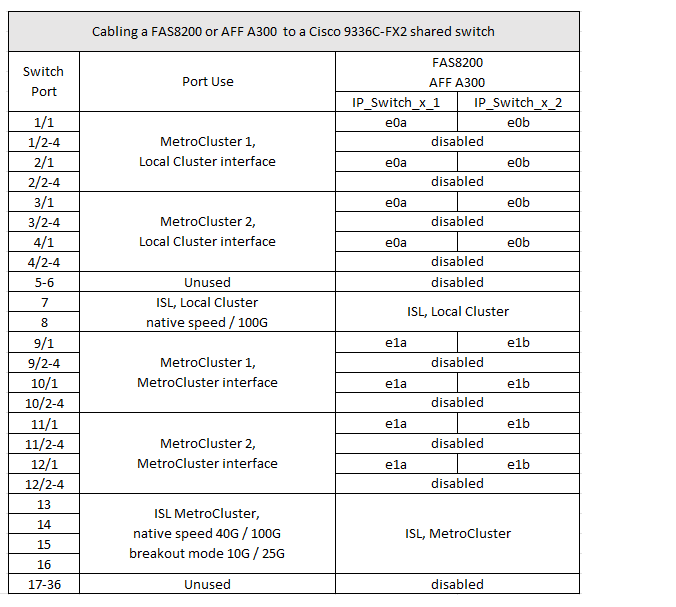 Cabling a FAS8200 or AFF A300 to a Cisco 9336C-FX2 shared switch
Switch
Port
Port Use
FAS8200
AFF A300
IP_Switch_x_1 IP_Switch_x_2
1/1 e0a e0b
1/2-4 disabled
MetroCluster 1,
Local Cluster interface
2/1 e0a e0b
2/2-4 disabled
3/1 e0a e0b
3/2-4 disabled
MetroCluster 2,
Local Cluster interface
4/1 e0a e0b
4/2-4 disabled
5-6 Unused disabled
7
8
ISL, Local Cluster
native speed / 100G
ISL, Local Cluster
9/1 e1a e1b
9/2-4 disabled
MetroCluster 1,
MetroCluster interface
10/1 e1a e1b
10/2-4 disabled
11/1 e1a e1b
11/2-4 disabled
MetroCluster 2,
MetroCluster interface
12/1 e1a e1b
12/2-4 disabled
13
14
15
16
ISL MetroCluster,
native speed 40G / 100G
breakout mode 10G / 25G
ISL, MetroCluster
17-36 Unused disabled